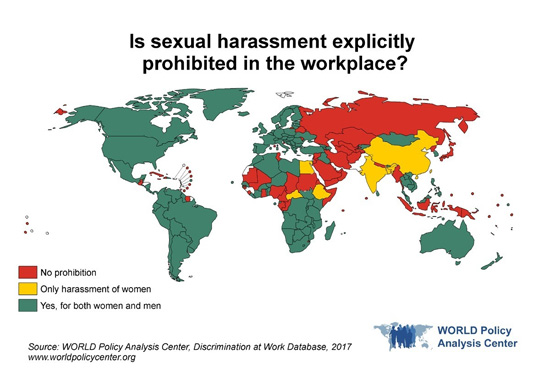 Is sexual harassment explicitly
prohibited in the workplace?
No prohibition
Only harassment of women
Yes, for both women and men
Source: WORLD Policy Analysis Center, Discrimination at Work Database, 2017
www.worldpolicycenter.org
WORLD Policy
Analysis Center